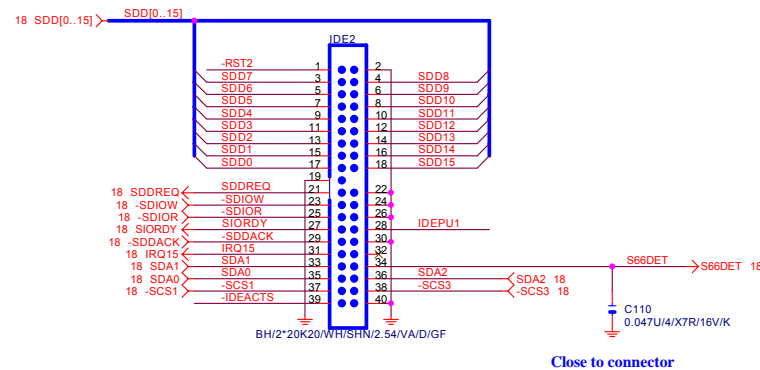 18 SDD[0..15] SDD[0..15]
IDE2
-RST2 1 2
SDD7 3 4 SDD8
SDD6 5 6 SDD9
SDD5 7 8 SDD10
SDD4 9 10 SDD11
SDD3 11 12 SDD12
SDD2 13 14 SDD13
SDD1 15 16 SDD14
SDD0 17 18 SDD15
19
18 SDDREQ SDDREQ 21 22
18 -SDIOW -SDIOW 23 24
18 -SDIOR -SDIOR 25 26
18 SIORDY SIORDY 27 28 IDEPU1
18 -SDDACK -SDDACK 29 30
18 IRQ15 IRQ15 31 32
18 SDA1 SDA1 33 34 S66DET S66DET 18
18 SDA0 SDA0 35 36 SDA2 SDA2 18
18 -SCS1 -SCS1 37 38 -SCS3 -SCS3 18
-IDEACTS 39 40
C110
0.047U/4/X7R/16V/K
BH/2*20K20/WH/SHN/2.54/VA/D/GF
Close to connector